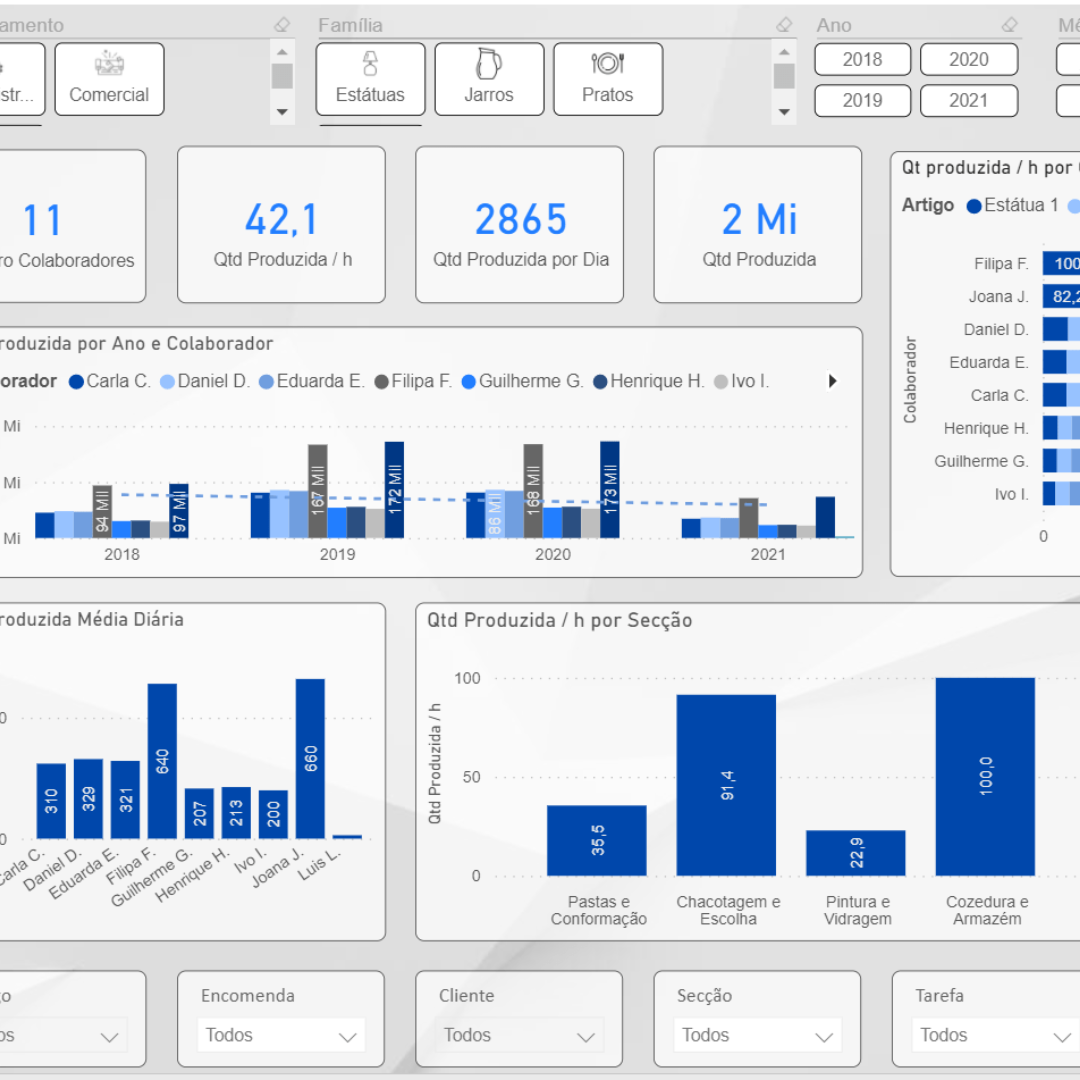 amento
Família
Ano
Mé
str...
Comercial
Estátuas
Jarros
Pratos
2018
2020
2019
2021
11
ro Colaboradores
42,1
Qtd Produzida / h
2865
Qtd Produzida por Dia
2 Mi
Qtd Produzida
Qt produzida / h por
Artigo Estátua 1
Filipa F. 100
Joana J. 82,2
Daniel D.
Eduarda E.
Carla C.
Henrique H.
Guilherme G.
Ivo I.
0
Colaborador
roduzida por Ano e Colaborador
orador Carla C. Daniel D. Eduarda E. Filipa F. Guilherme G. Henrique H. Ivo I.
Mi
Mi
Mi
94 Mil
97 Mil
167 Mil
172 Mil
86 Mil
168 Mil
173 Mil
2018 2019 2020 2021
roduzida Média Diária
0
0
310
329
321
640
207
213
200
660
Carla C.
Daniel D.
Eduarda E.
Filipa F.
Guilherme G.
Henrique H.
Ivo I.
Joana J.
Luis L.
Qtd Produzida / h por Secção
Qtd Produzida / h
100
50
0
35,5
91,4
22,9
100,0
Pastas e
Conformação
Chacotagem e
Escolha
Pintura e
Vidragem
Cozedura e
Armazém
go
os
Encomenda
Todos
Cliente
Todos
Secção
Todos
Tarefa
Todos